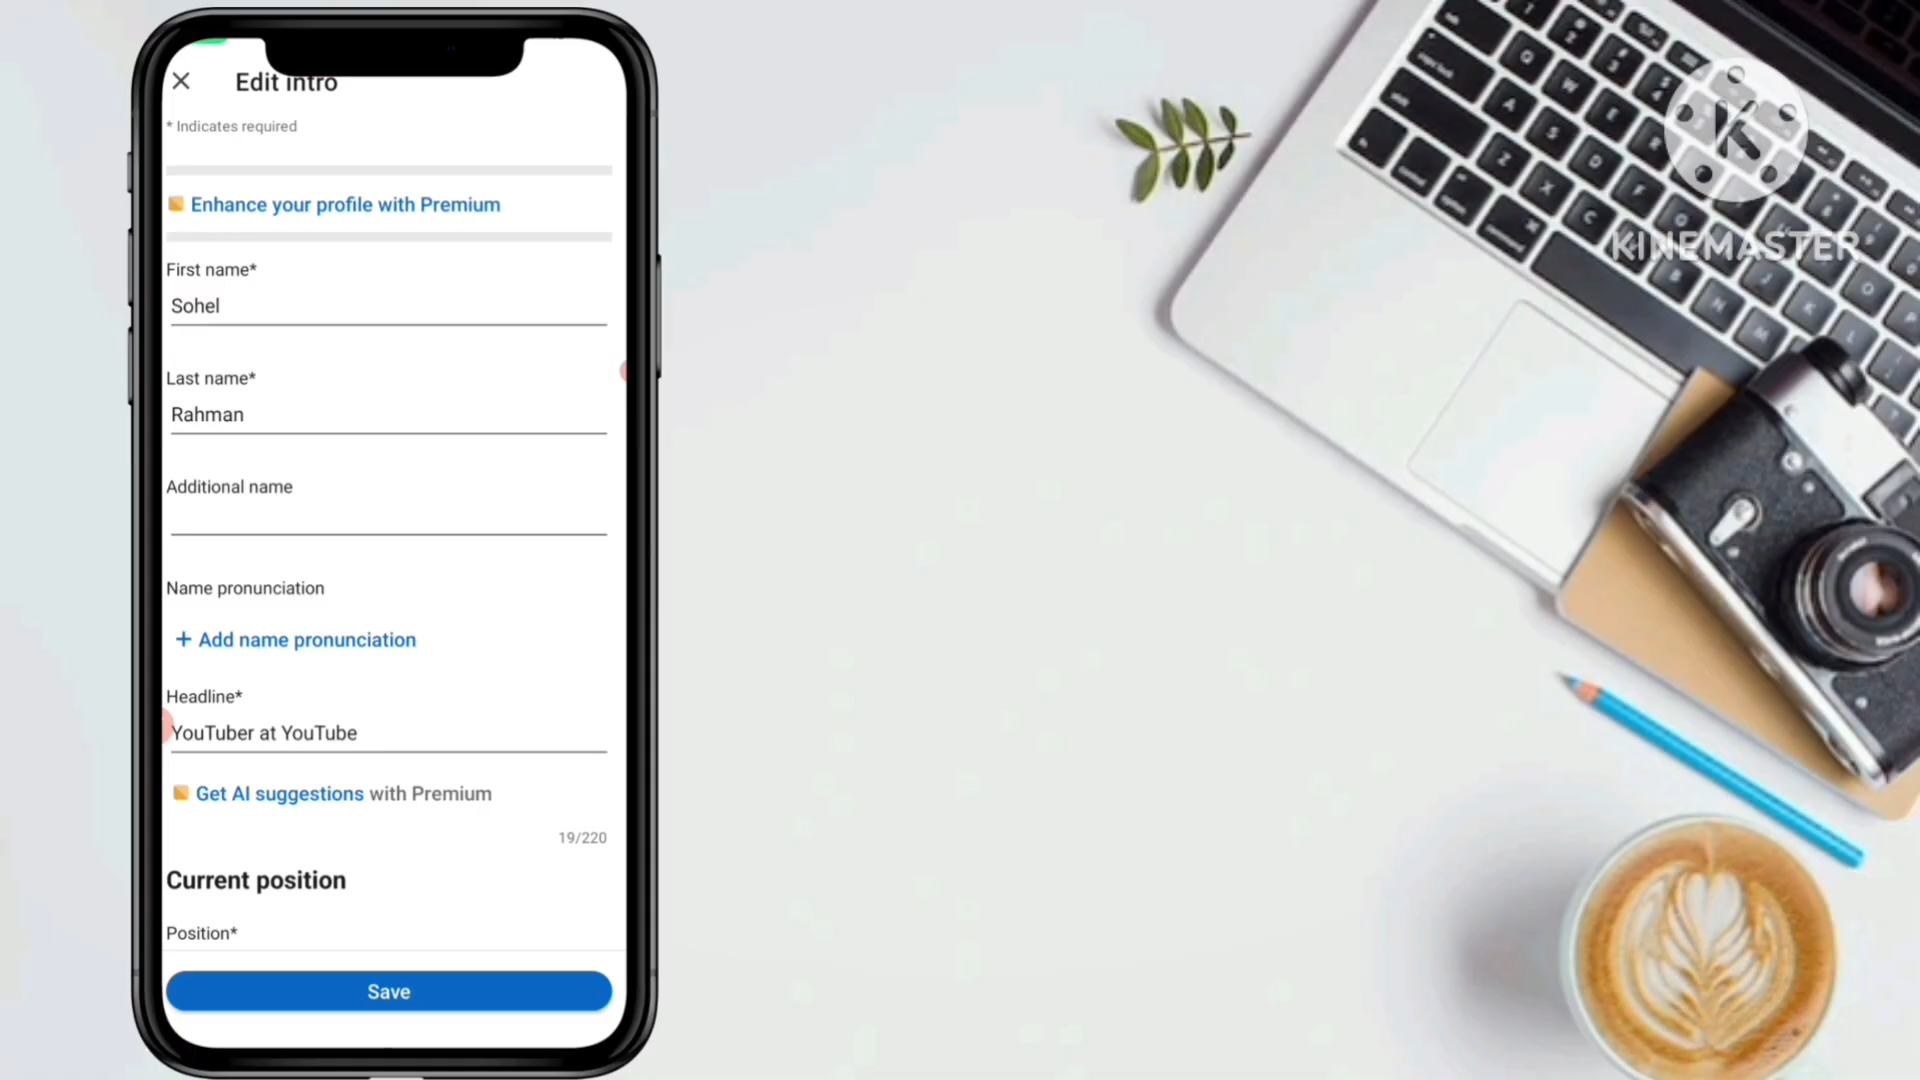 Edit intro
* Indicates required
Enhance your profile with Premium
First name*
Sohel
Last name*
Rahman
Additional name
Name pronunciation
+ Add name pronunciation
Headline*
YouTuber at YouTube
Get AI suggestions with Premium
19/220
Current position
Position*
Save
K
KINEMASTER